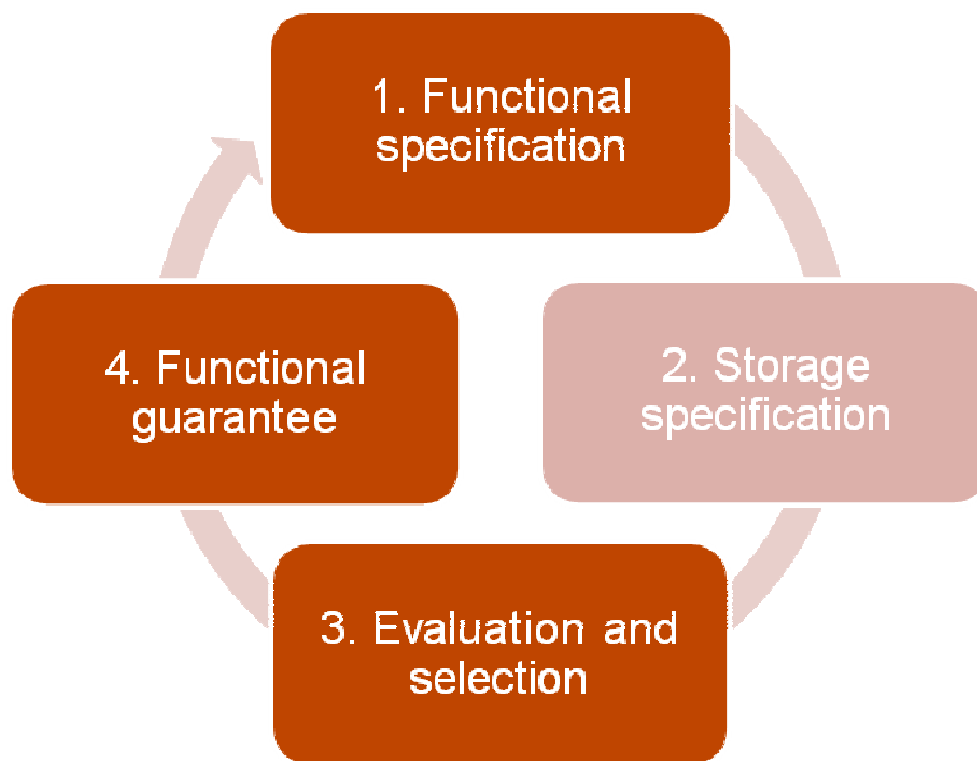 1. Functional
specification
2. Storage
specification
3. Evaluation and
selection
4. Functional
guarantee